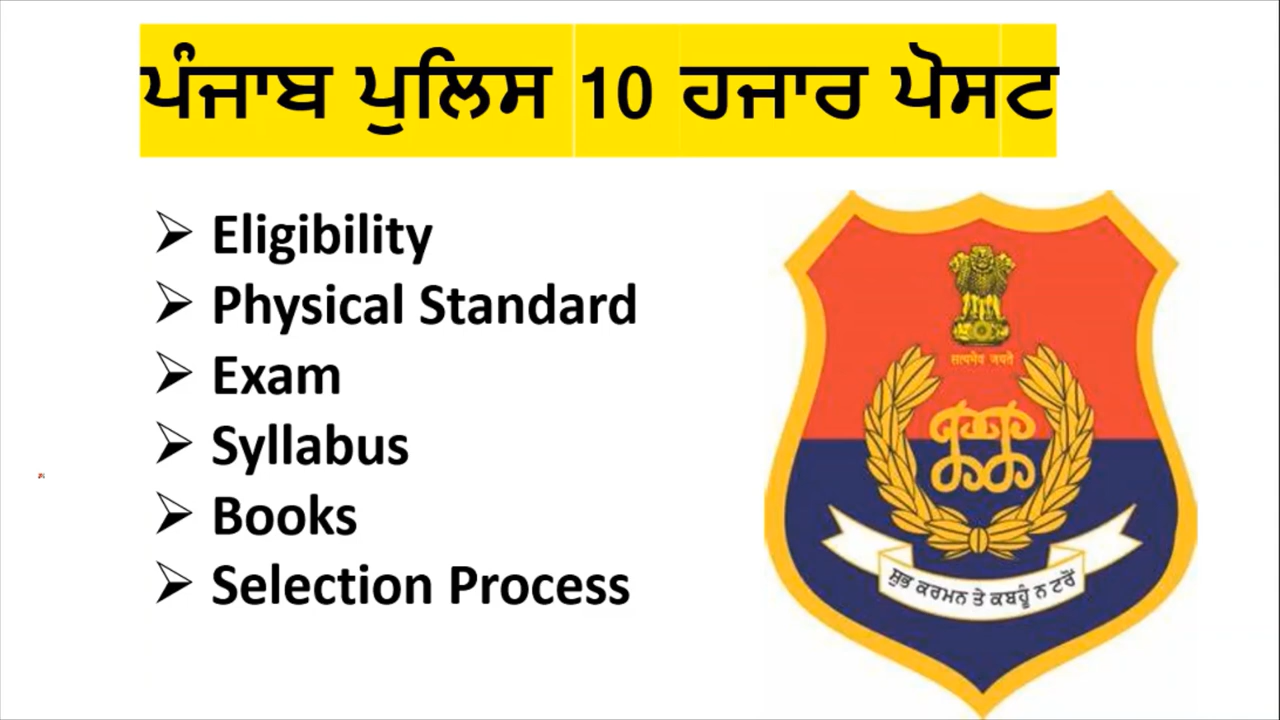 ਪੰਜਾਬ ਪੁਲਿਸ 10 ਹਜਾਰ ਪੋਸਟ
Eligibility
Physical Standard
Exam
Syllabus
Books
Selection Process
सत्यमेव जयते
ਸ਼ੁਭ ਕਰਮਨ ਤੇ ਕਬਹੂੰ ਨ ਟਰੋਂ